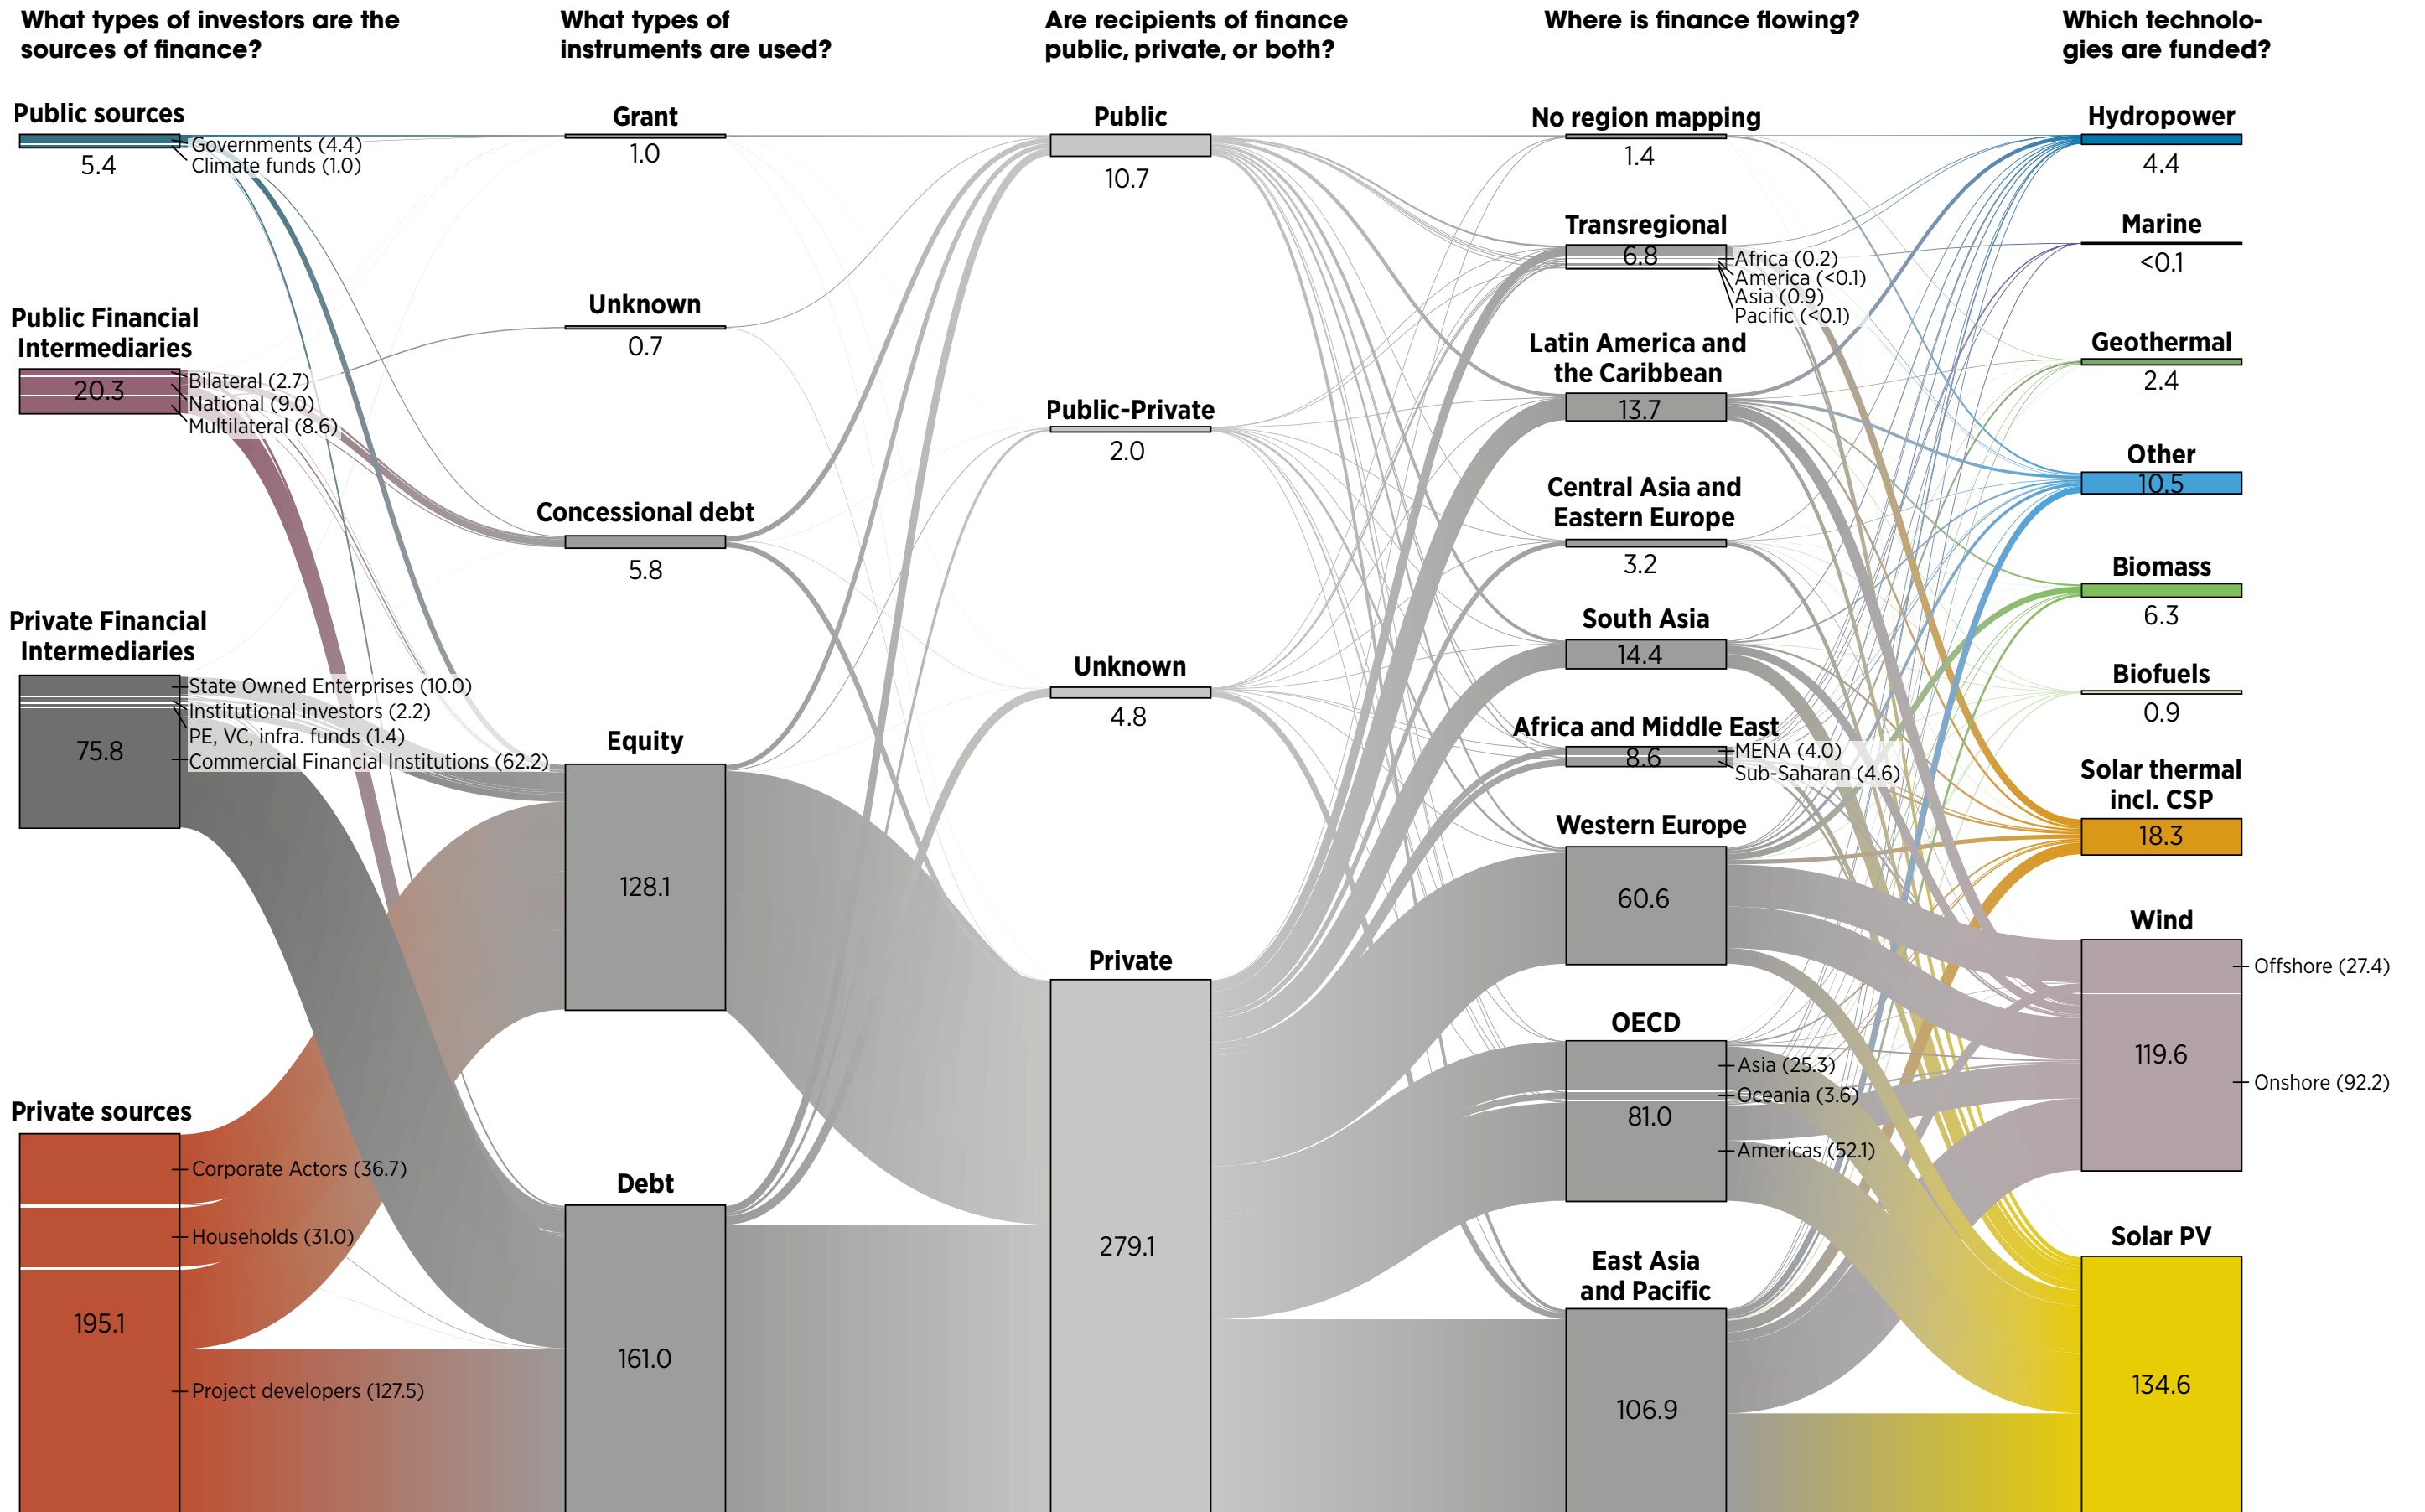 What types of investors are the
sources of finance?
Public sources
Governments (4.4)
Climate funds (1.0)
5.4
Public Financial
Intermediaries
20.3
Bilateral (2.7)
National (9.0)
Multilateral (8.6)
Private Financial
Intermediaries
State Owned Enterprises (10.0)
Institutional investors (2.2)
PE, VC, infra. funds (1.4)
75.8
Commercial Financial Institutions (62.2)
Private sources
Corporate Actors (36.7)
Households (31.0)
195.1
Project developers (127.5)
What types of
instruments are used?
Grant
1.0
Unknown
0.7
Concessional debt
5.8
Equity
128.1
Debt
161.0
Are recipients of finance
public, private, or both?
Public
10.7
Public-Private
2.0
Unknown
4.8
Private
279.1
Where is finance flowing?
No region mapping
1.4
Transregional
6.8
Africa (0.2)
America (<0.1)
Asia (0.9)
Pacific (<0.1)
Latin America and
the Caribbean
13.7
Central Asia and
Eastern Europe
3.2
South Asia
14.4
Africa and Middle East
8.6
MENA (4.0)
Sub-Saharan (4.6)
Western Europe
60.6
OECD
Asia (25.3)
Oceania (3.6)
81.0
Americas (52.1)
East Asia
and Pacific
106.9
Which technolo-
gies are funded?
Hydropower
4.4
Marine
<0.1
Geothermal
2.4
Other
10.5
Biomass
6.3
Biofuels
0.9
Solar thermal
incl. CSP
18.3
Wind
Offshore (27.4)
119.6
Onshore (92.2)
Solar PV
134.6